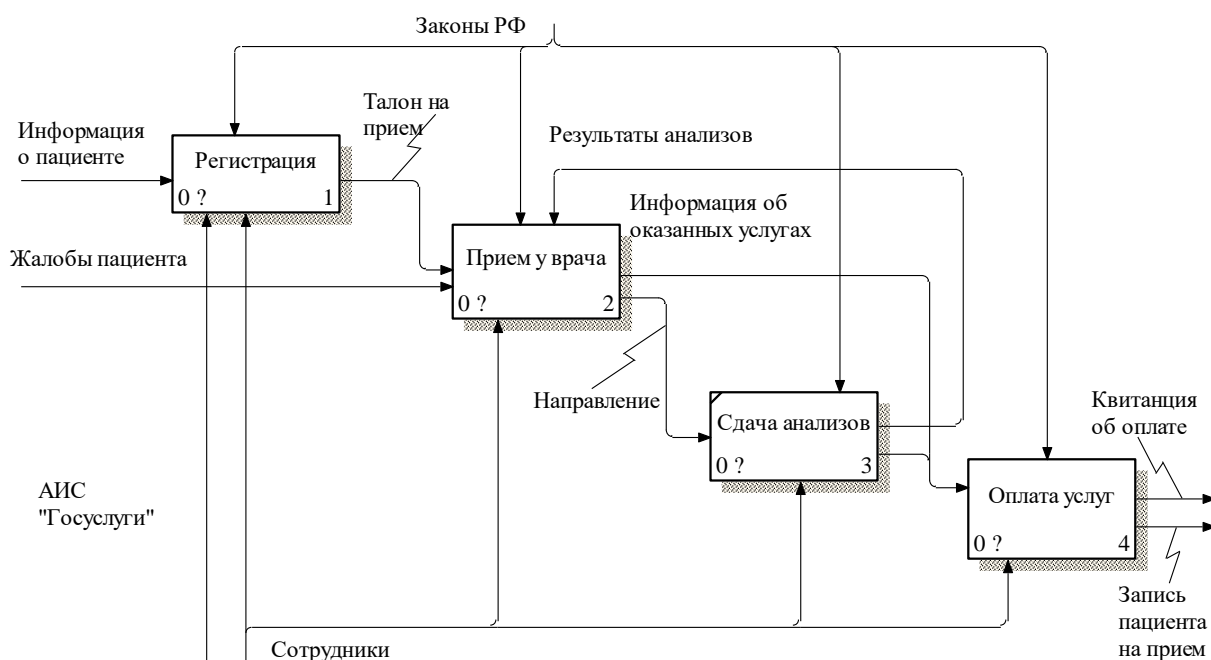 Законы РФ
Талон на
прием
Информация
о пациенте
Результаты анализов
Регистрация
0 ? 1
Информация об
оказанных услугах
Жалобы пациента
Прием у врача
0 ? 2
Направление
Сдача анализов
0 ? 3
Квитанция
об оплате
АИС
"Госуслуги"
Оплата услуг
0 ? 4
Запись
пациента
на прием
Сотрудники